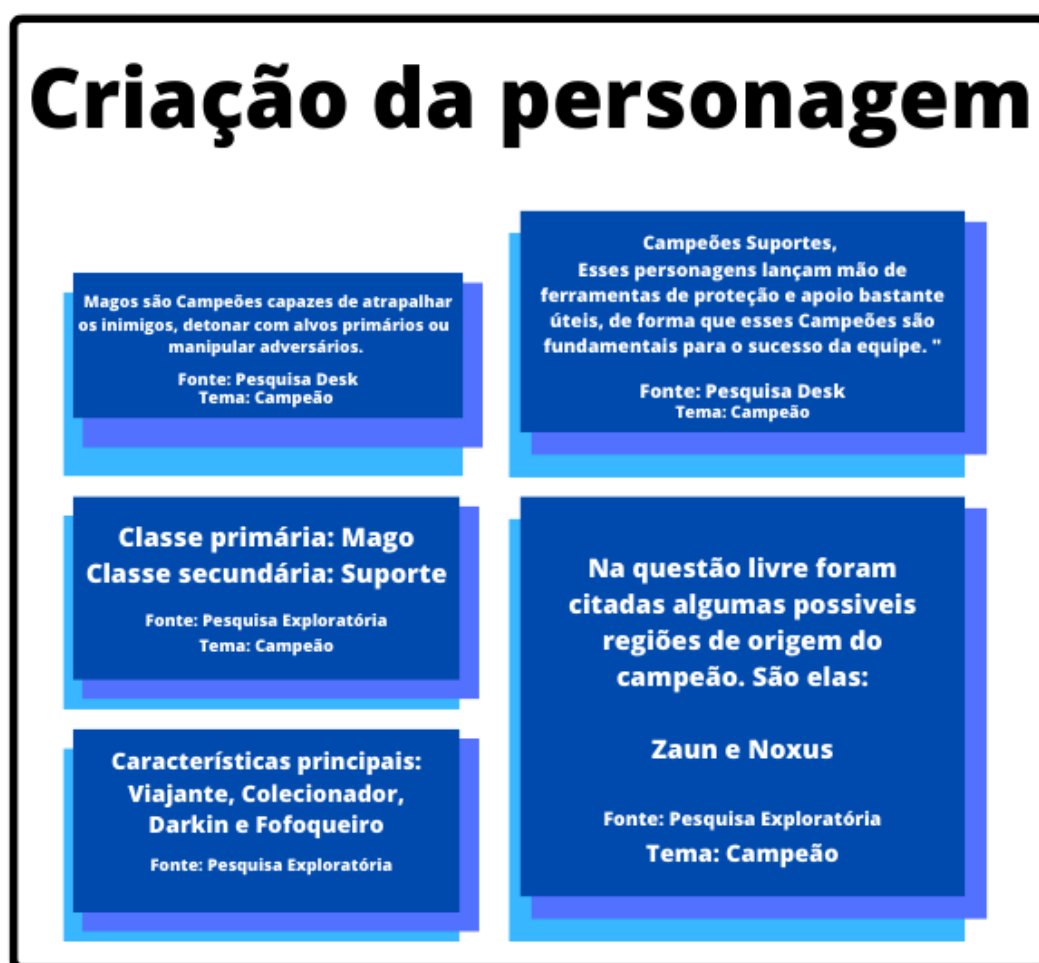 Criação da personagem
Magos são Campeões capazes de atrapalhar
os inimigos, detonar com alvos primários ou
manipular adversários.
Fonte: Pesquisa Desk
Tema: Campeão
Campeões Suportes,
Esses personagens lançam mão de
ferramentas de proteção e apoio bastante
úteis, de forma que esses Campeões são
fundamentais para o sucesso da equipe. "
Fonte: Pesquisa Desk
Tema: Campeão
Classe primária: Mago
Classe secundária: Suporte
Fonte: Pesquisa Exploratória
Tema: Campeão
Na questão livre foram
citadas algumas possiveis
regiões de origem do
campeão. São elas:
Zaun e Noxus
Fonte: Pesquisa Exploratória
Tema: Campeão
Características principais:
Viajante, Colecionador,
Darkin e Fofoqueiro
Fonte: Pesquisa Exploratória